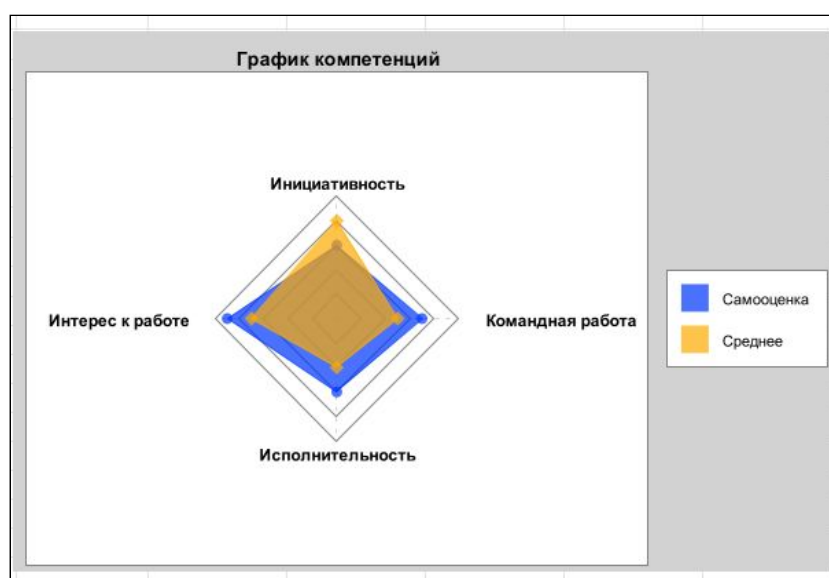 График компетенций
Инициативность
Интерес к работе
Командная работа
Исполнительность
Самооценка
Среднее